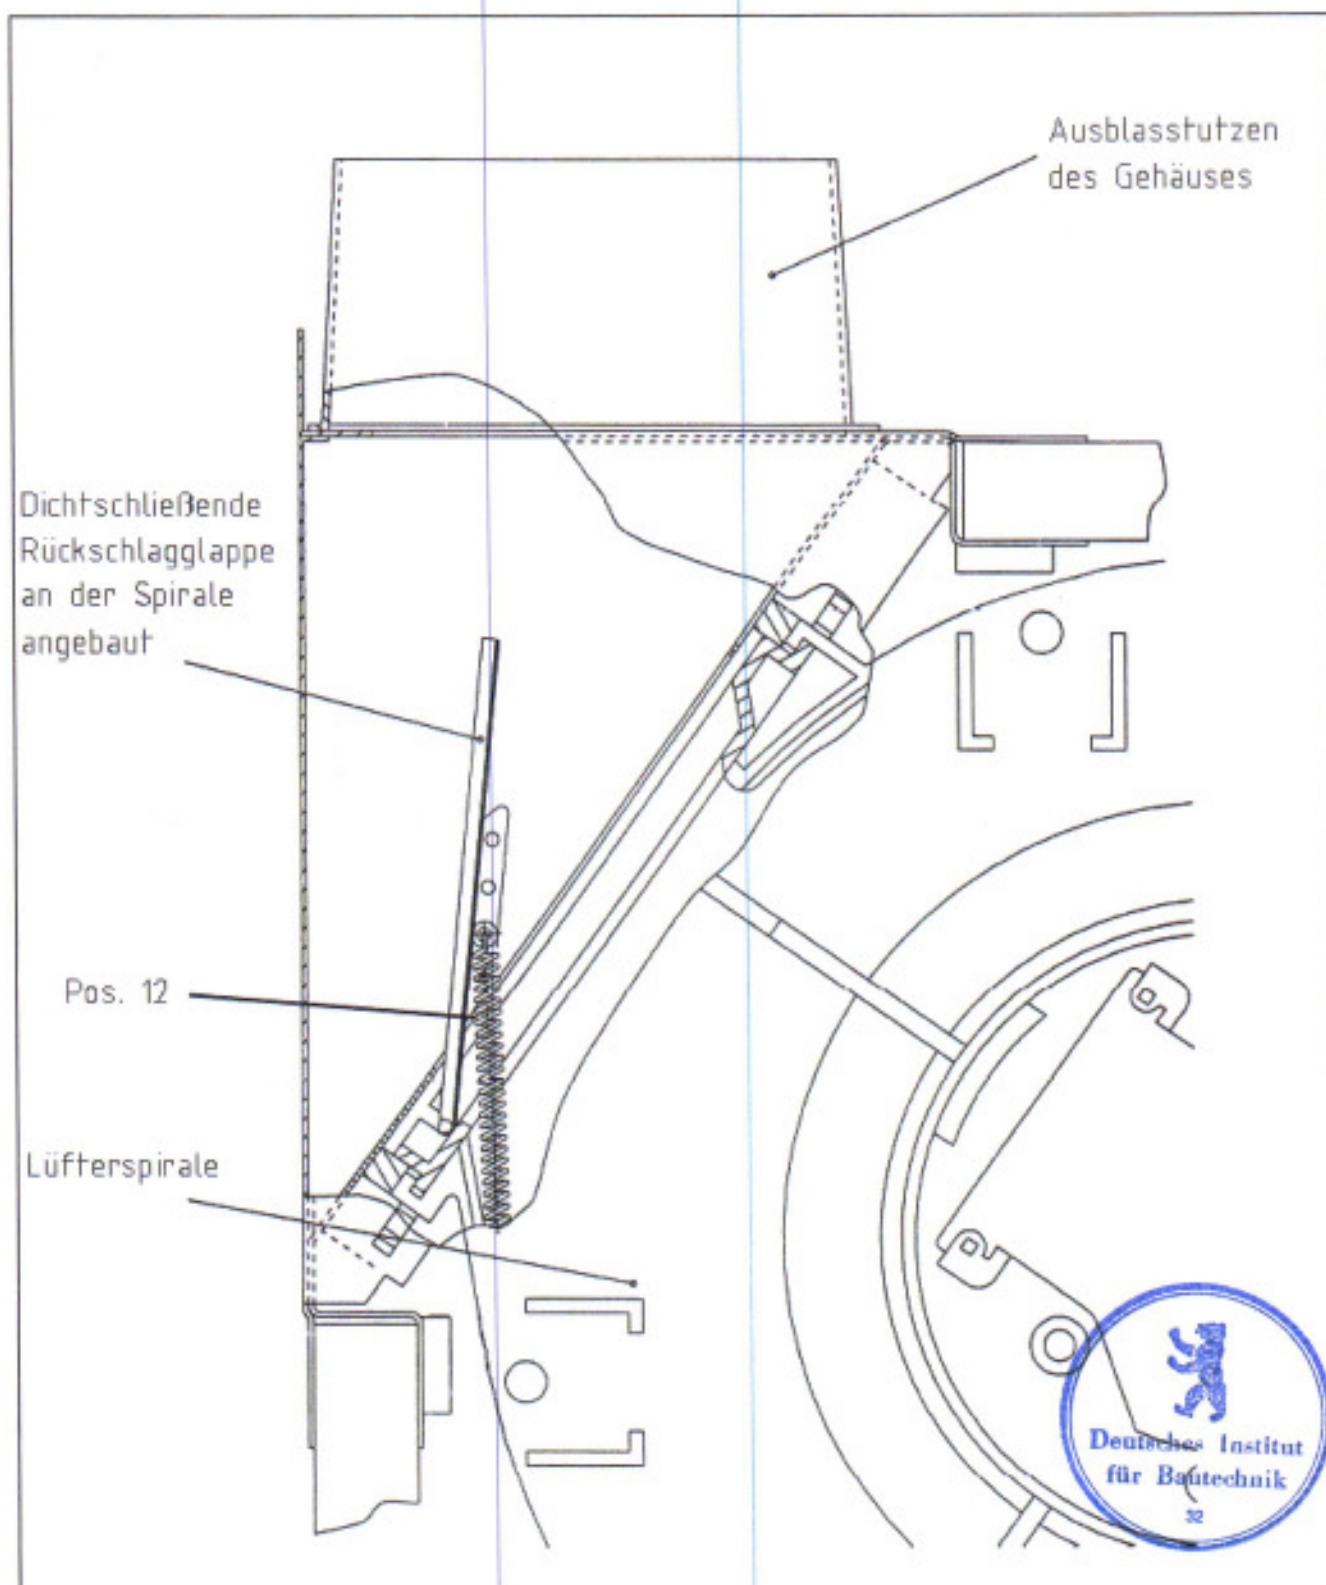 Ausblasstutzen
des Gehäuses
Dichtschließende
Rückschlagglappe
an der Spirale
angebaut
Pos. 12
Lüfterspirale
Deutsches Institut
für Bautechnik
32